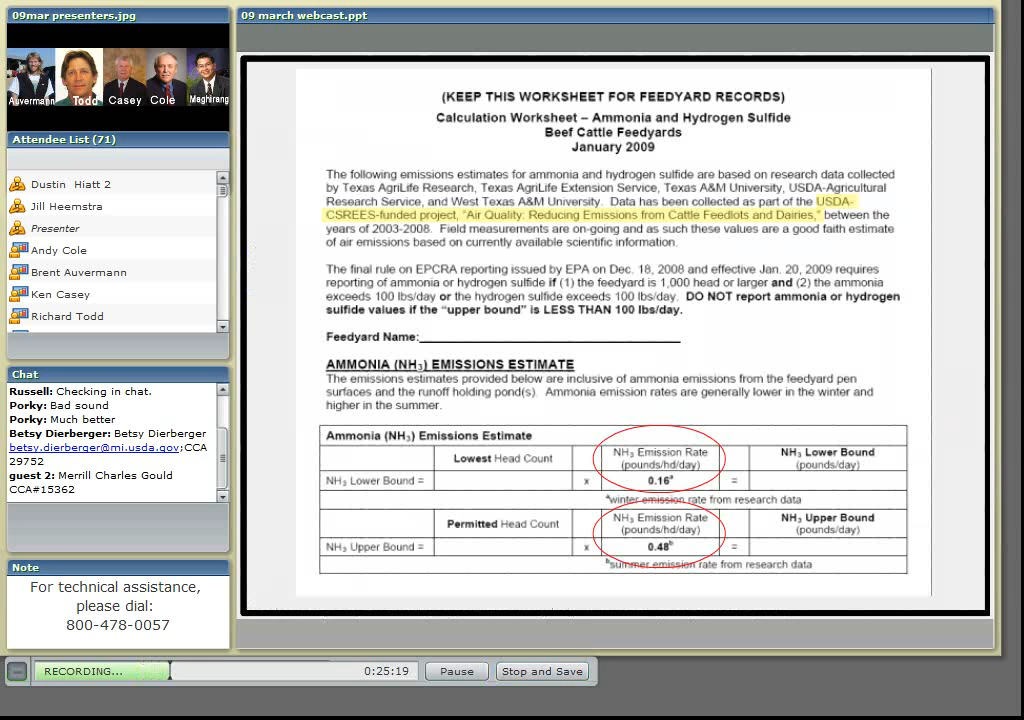 09mar presenters.jpg
Auvermann Todd Casey Cole Maghirang
Attendee List (71)
Dustin Hiatt 2
Jill Heemstra
Presenter
Andy Cole
Brent Auvermann
Ken Casey
Richard Todd
Chat
Russell: Checking in chat.
Porky: Bad sound
Porky: Much better
Betsy Dierberger: Betsy Dierberger
betsy.dierberger@mi.usda.gov;CCA
29752
guest 2: Merrill Charles Gould
CCA#15362
Note
For technical assistance,
please dial:
800-478-0057
09 march webcast.ppt
(KEEP THIS WORKSHEET FOR FEEDYARD RECORDS)
Calculation Worksheet – Ammonia and Hydrogen Sulfide
Beef Cattle Feedyards
January 2009
The following emissions estimates for ammonia and hydrogen sulfide are based on research data collected
by Texas AgriLife Research, Texas AgriLife Extension Service, Texas A&M University, USDA-Agricultural
Research Service, and West Texas A&M University. Data has been collected as part of the USDA-
CSREES-funded project, "Air Quality: Reducing Emissions from Cattle Feedlots and Dairies," between the
years of 2003-2008. Field measurements are on-going and as such these values are a good faith estimate
of air emissions based on currently available scientific information.
The final rule on EPCRA reporting issued by EPA on Dec. 18, 2008 and effective Jan. 20, 2009 requires
reporting of ammonia or hydrogen sulfide if (1) the feedyard is 1,000 head or larger and (2) the ammonia
exceeds 100 lbs/day or the hydrogen sulfide exceeds 100 lbs/day. DO NOT report ammonia or hydrogen
sulfide values if the "upper bound" is LESS THAN 100 lbs/day.
Feedyard Name:
AMMONIA (NH₃) EMISSIONS ESTIMATE
The emissions estimates provided below are inclusive of ammonia emissions from the feedyard pen
surfaces and the runoff holding pond(s). Ammonia emission rates are generally lower in the winter and
higher in the summer.
Ammonia (NH₃) Emissions Estimate
Lowest Head Count NH₃ Emission Rate (pounds/hd/day) NH₃ Lower Bound (pounds/day)
NH₃ Lower Bound = x 0.16ᵃ =
ᵃwinter emission rate from research data
Permitted Head Count NH₃ Emission Rate (pounds/hd/day) NH₃ Upper Bound (pounds/day)
NH₃ Upper Bound = x 0.48ᵇ =
ᵇsummer emission rate from research data
RECORDING... 0:25:19 Pause Stop and Save